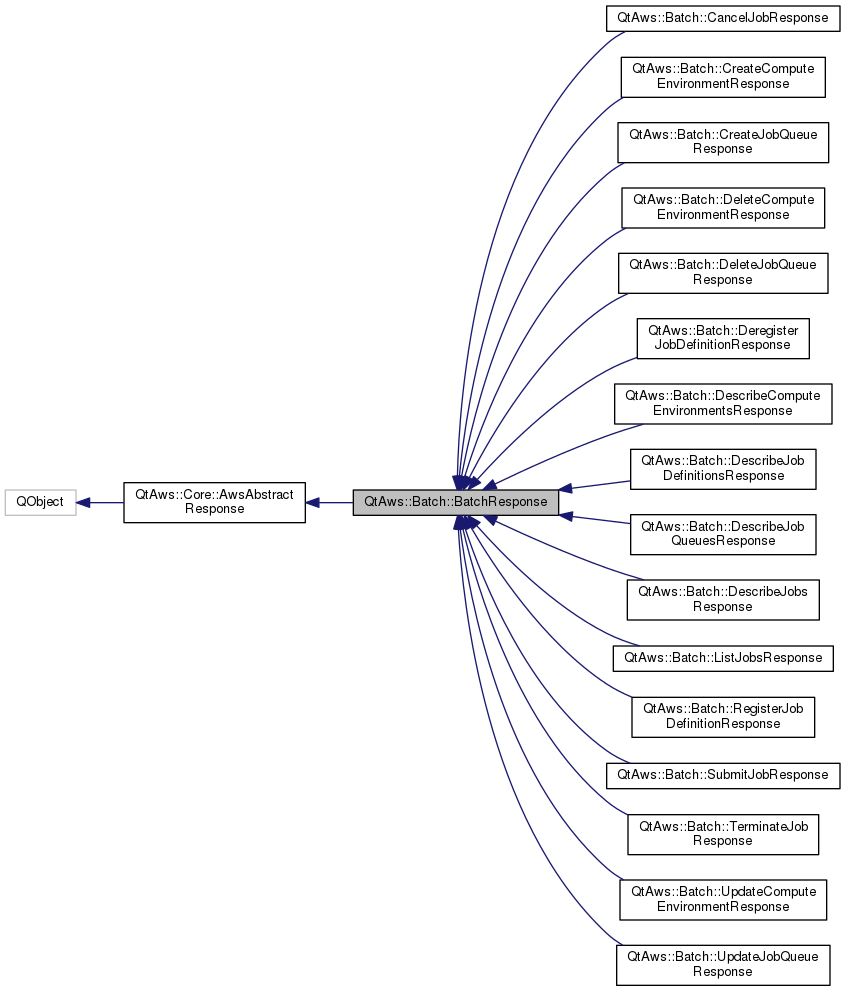 QtAws::Batch::CancelJobResponse
QtAws::Batch::CreateCompute
EnvironmentResponse
QtAws::Batch::CreateJobQueue
Response
QtAws::Batch::DeleteCompute
EnvironmentResponse
QtAws::Batch::DeleteJobQueue
Response
QtAws::Batch::Deregister
JobDefinitionResponse
QtAws::Batch::DescribeCompute
EnvironmentsResponse
QtAws::Batch::DescribeJob
DefinitionsResponse
QObject
QtAws::Core::AwsAbstract
Response
QtAws::Batch::BatchResponse
QtAws::Batch::DescribeJob
QueuesResponse
QtAws::Batch::DescribeJobs
Response
QtAws::Batch::ListJobsResponse
QtAws::Batch::RegisterJob
DefinitionResponse
QtAws::Batch::SubmitJobResponse
QtAws::Batch::TerminateJob
Response
QtAws::Batch::UpdateCompute
EnvironmentResponse
QtAws::Batch::UpdateJobQueue
Response